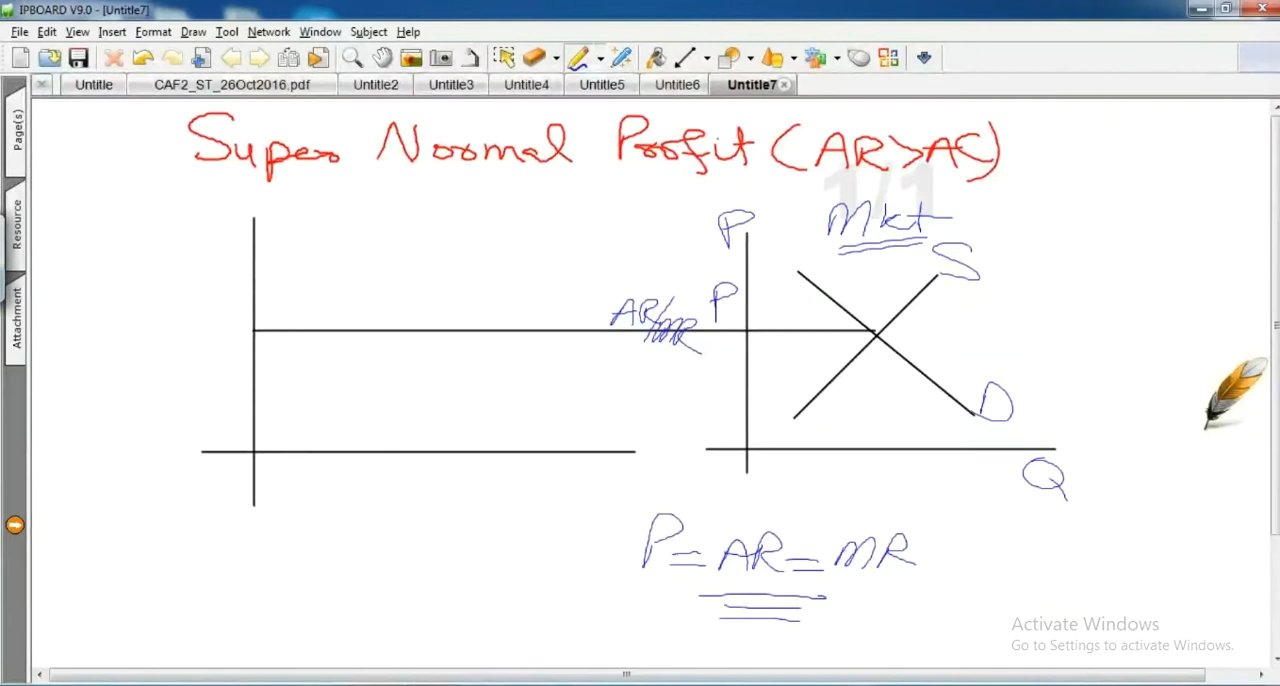 IPBOARD V9.0 - [Untitle7]
File Edit View Insert Format Draw Tool Network Window Subject Help
Untitle CAF2_ST_26Oct2016.pdf Untitle2 Untitle3 Untitle4 Untitle5 Untitle6 Untitle7
Page(s)
Resource
Attachment
Super Normal Profit (AR>AC)
1/1
P Mkt
S
P
AR/MR
D
Q
P = AR = MR
Activate Windows
Go to Settings to activate Windows.